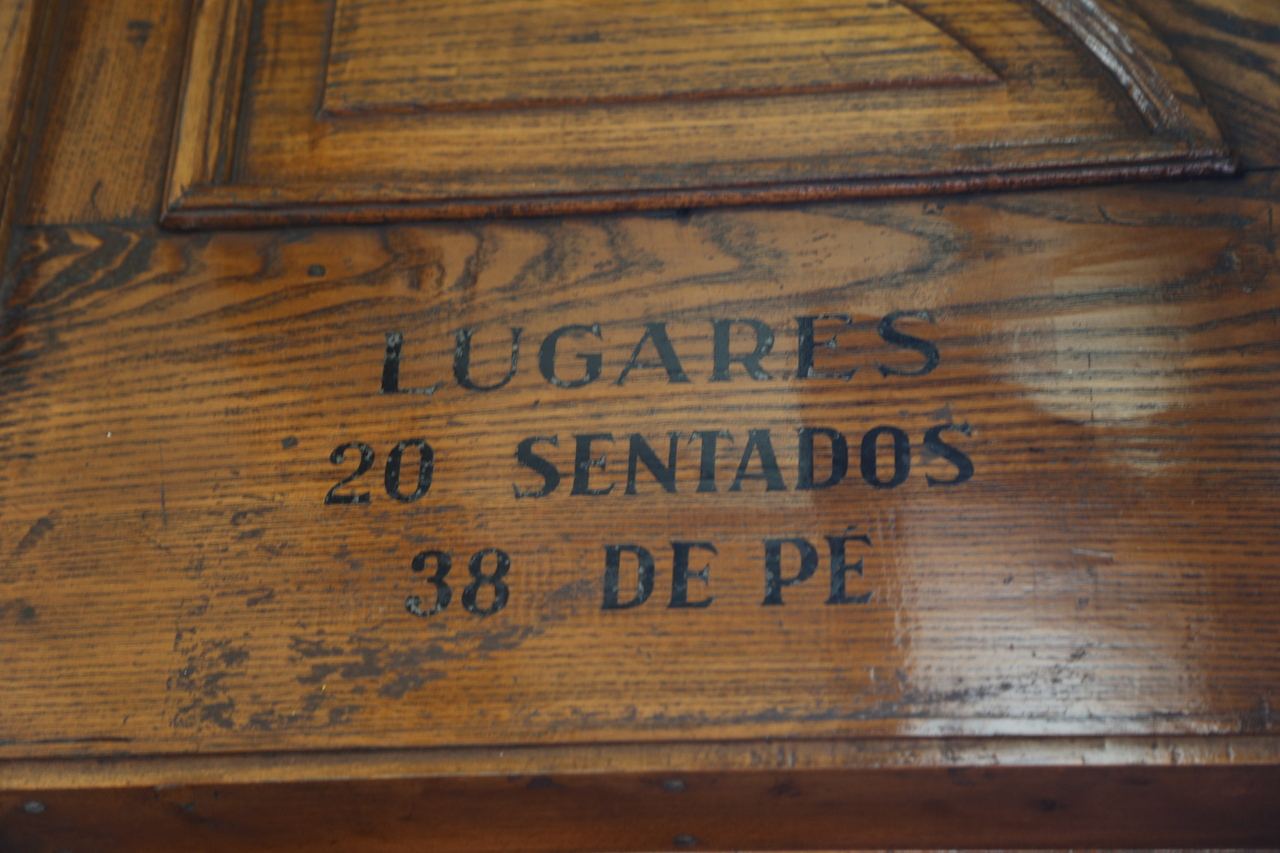 LUGARES
20 SENTADOS
38 DE PÉ